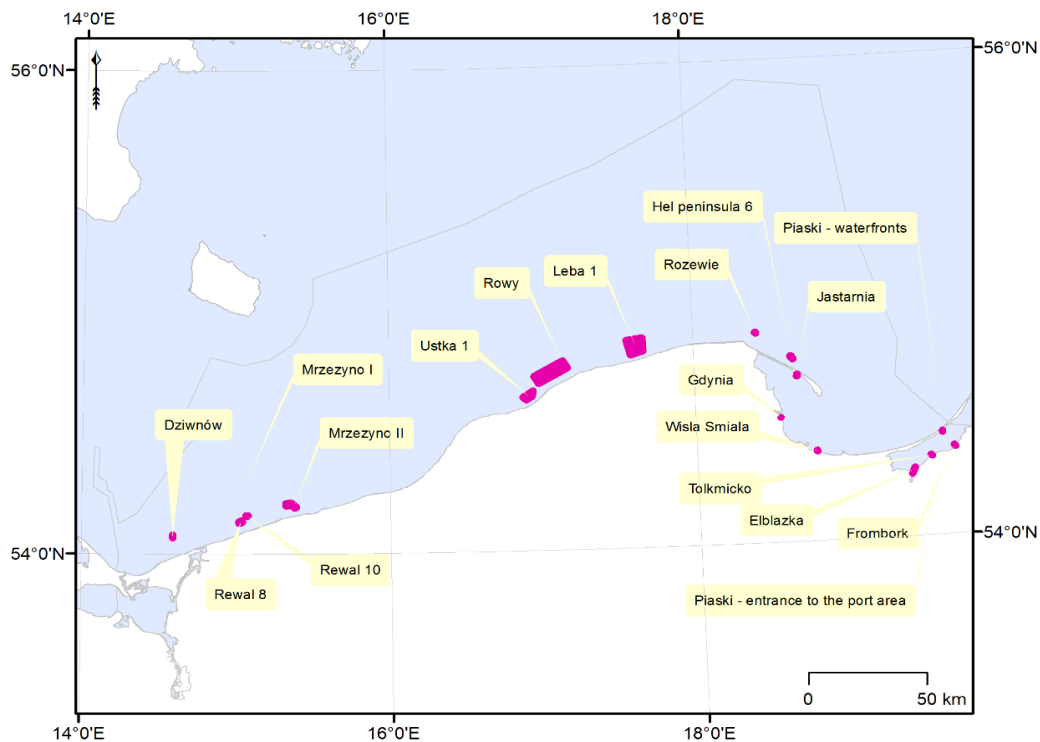 14°0'E
16°0'E
18°0'E
56°0'N
56°0'N
Hel peninsula 6
Piaski - waterfronts
Rozewie
Leba 1
Rowy
Jastarnia
Ustka 1
Mrzezyno I
Gdynia
Dziwnów
Mrzezyno II
Wisla Smiala
Tolkmicko
Elblazka
Frombork
54°0'N
54°0'N
Rewal 10
Rewal 8
Piaski - entrance to the port area
0
50 km
14°0'E
16°0'E
18°0'E